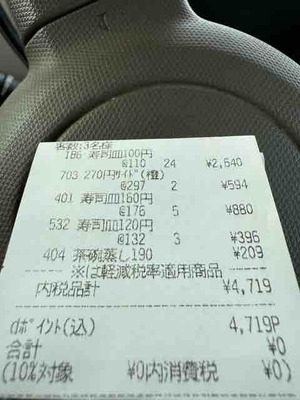 客数:3名様
186 寿司皿100円
@110 24 ¥2,640
703 270円サイド(橙)
@297 2 ¥594
401 寿司皿160円
@176 5 ¥880
532 寿司皿120円
@132 3 ¥396
404 茶碗蒸し190 ¥209
※は軽減税率適用商品
内税品計 ¥4,719
dポイント(込) 4,719P
合計 ¥0
(10%対象 ¥0内消費税 ¥0)